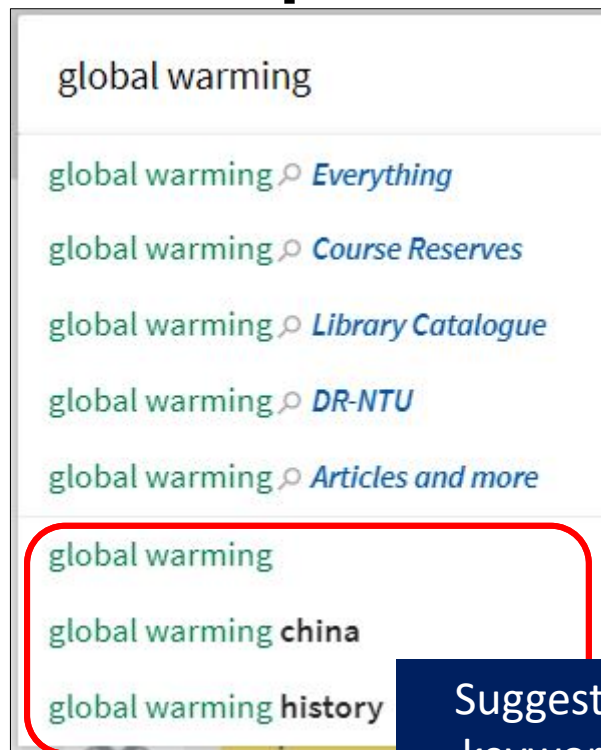 global warming
global warming Everything
global warming Course Reserves
global warming Library Catalogue
global warming DR-NTU
global warming Articles and more
global warming
global warming china
global warming history
Suggest